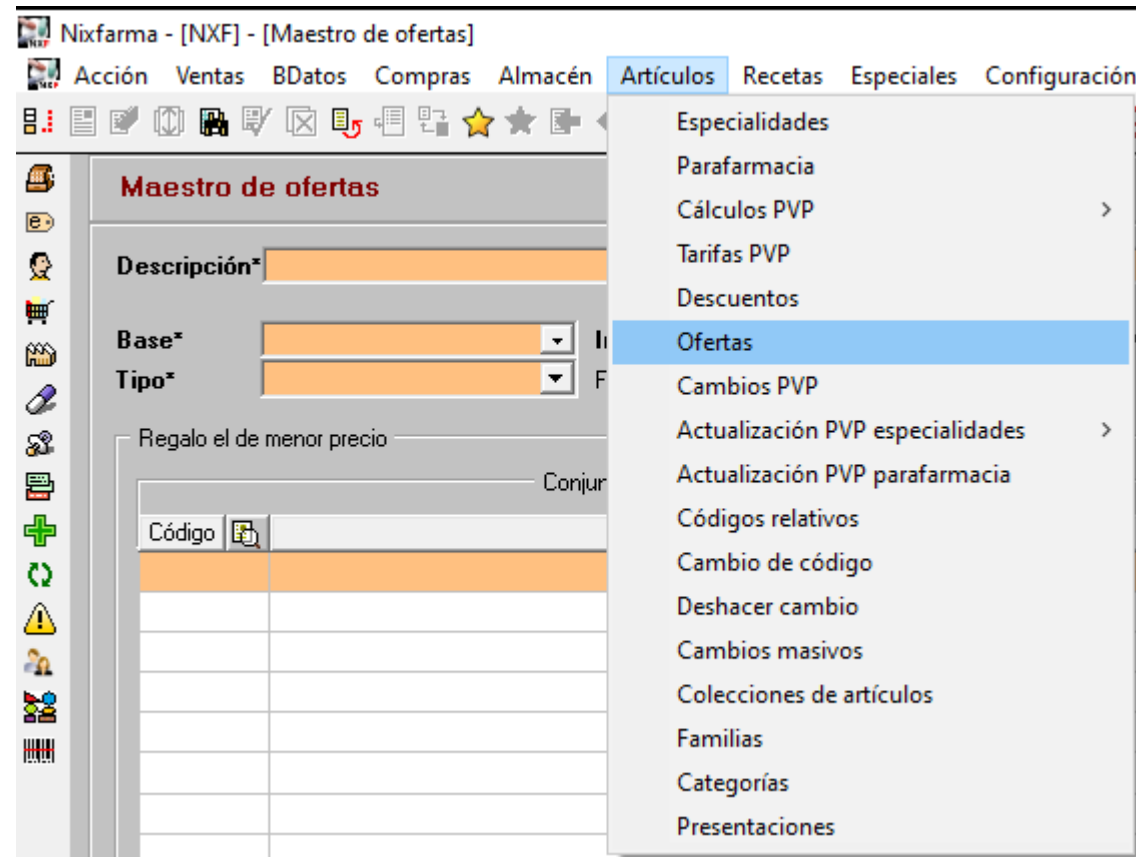 Nixfarma - [NXF] - [Maestro de ofertas]
Acción Ventas BDatos Compras Almacén Artículos Recetas Especiales Configuración
Maestro de ofertas
Descripción*
Base*
Tipo*
Regalo el de menor precio
Código
Especialidades
Parafarmacia
Cálculos PVP
Tarifas PVP
Descuentos
Ofertas
Cambios PVP
Actualización PVP especialidades
Actualización PVP parafarmacia
Códigos relativos
Cambio de código
Deshacer cambio
Cambios masivos
Colecciones de artículos
Familias
Categorías
Presentaciones